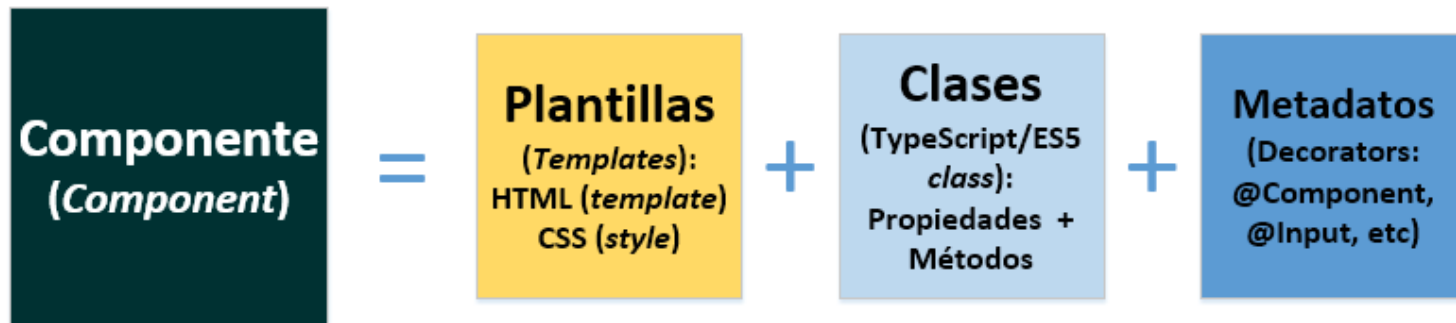 Componente
(Component)
=
Plantillas
(Templates):
HTML (template)
CSS (style)
+
Clases
(TypeScript/ES5
class):
Propiedades +
Métodos
+
Metadatos
(Decorators:
@Component,
@Input, etc)